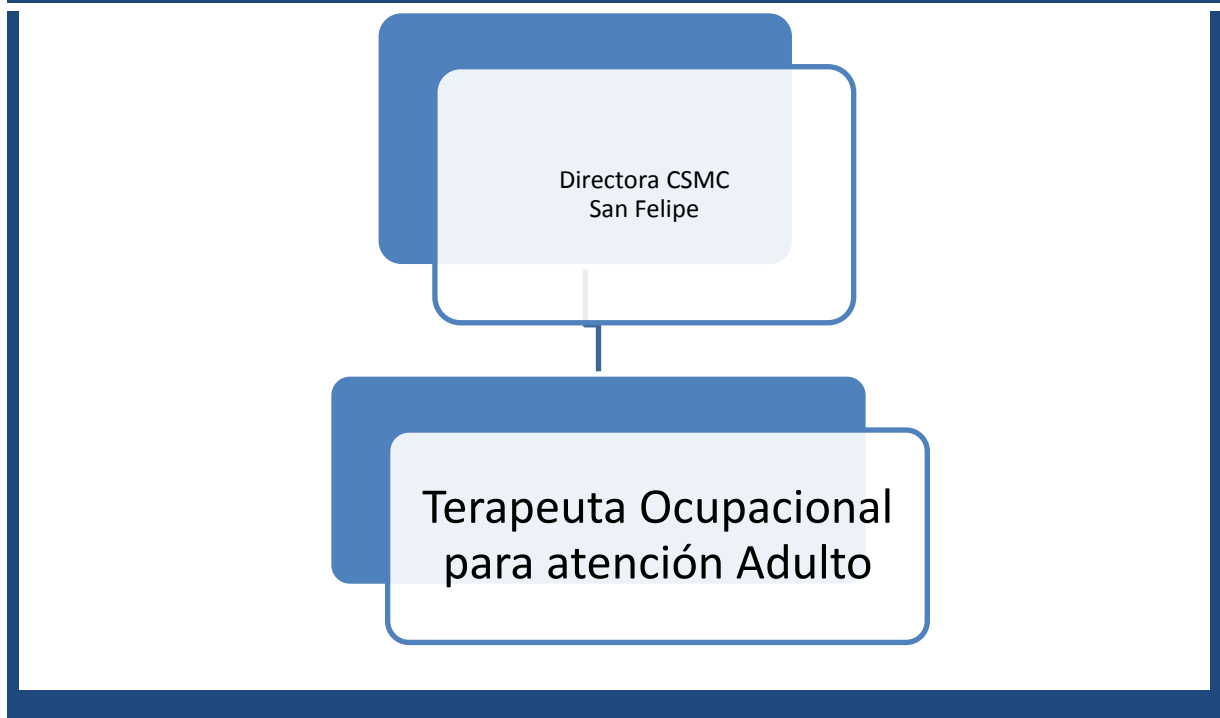 Directora CSMC
San Felipe
Terapeuta Ocupacional
para atención Adulto